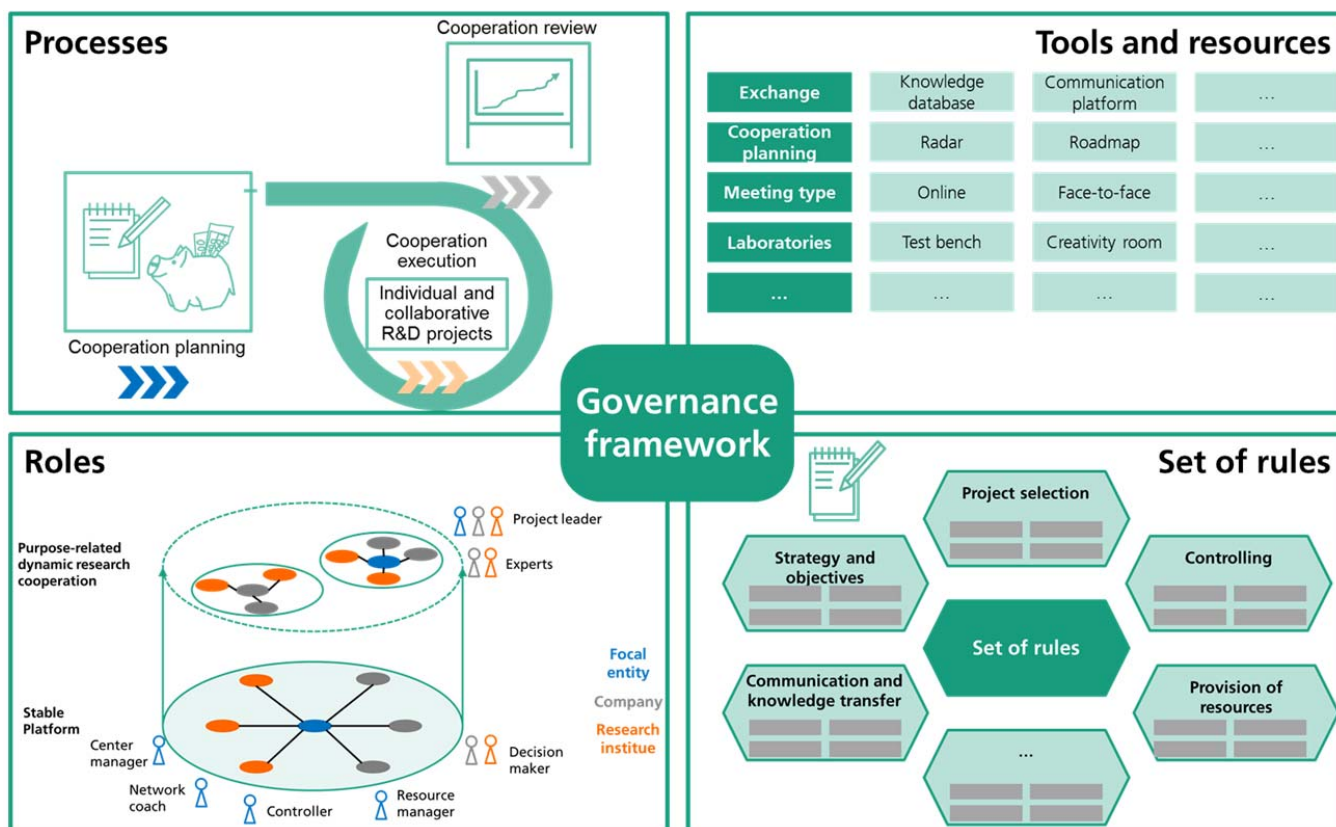 Processes
Cooperation review
Cooperation
execution
Individual and
collaborative
R&D projects
Cooperation planning
Tools and resources
Exchange
Knowledge
database
Communication
platform
...
Cooperation
planning
Radar
Roadmap
...
Meeting type
Online
Face-to-face
...
Laboratories
Test bench
Creativity room
...
...
...
...
...
Governance
framework
Roles
Purpose-related
dynamic research
cooperation
Project leader
Experts
Focal
entity
Company
Research
institue
Stable
Platform
Center
manager
Network
coach
Controller
Resource
manager
Decision
maker
Set of rules
Project selection
Strategy and
objectives
Controlling
Set of rules
Communication and
knowledge transfer
Provision of
resources
...